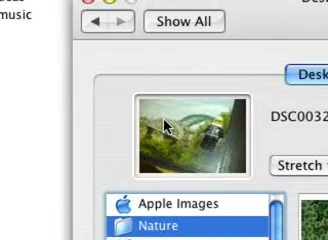 music
Show All
Desk
DSC0032
Stretch
Apple Images
Nature